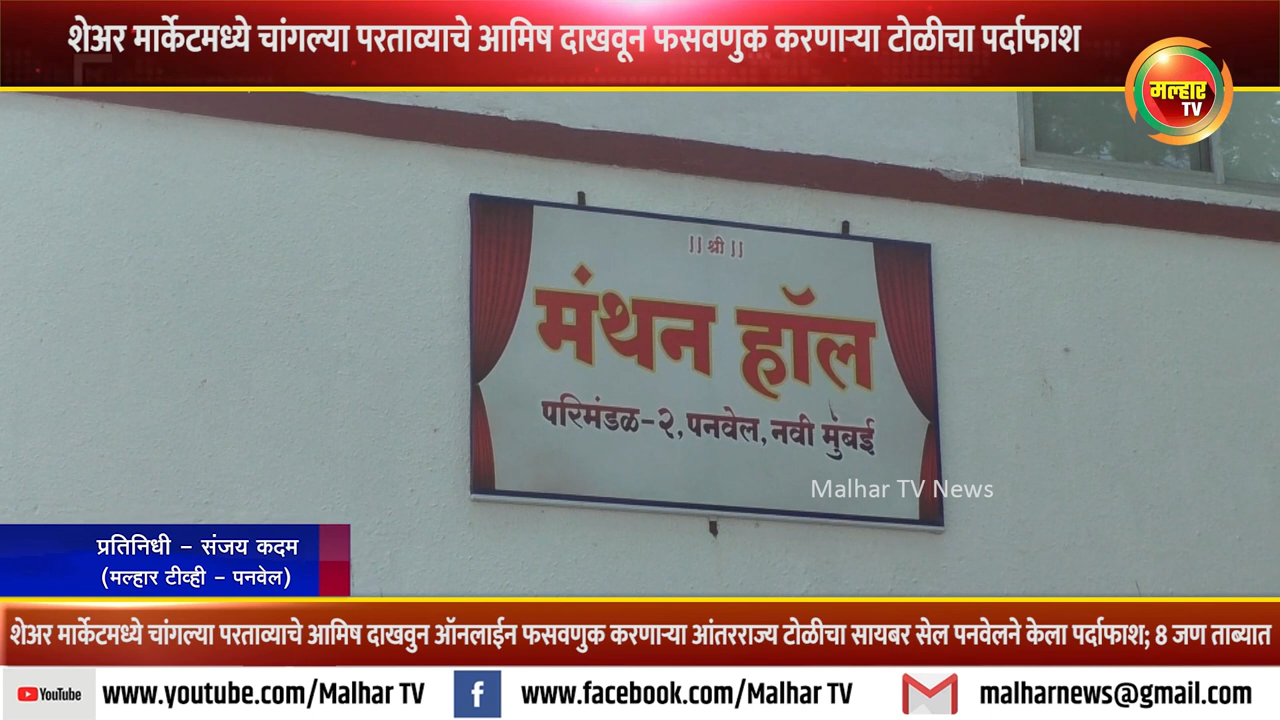 शेअर मार्केटमध्ये चांगल्या परताव्याचे आमिष दाखवून फसवणुक करणाऱ्या टोळीचा पर्दाफाश
मल्हार
TV
|| श्री ||
मंथन हॉल
परिमंडळ-२, पनवेल, नवी मुंबई
Malhar TV News
प्रतिनिधी - संजय कदम
(मल्हार टीव्ही - पनवेल)
शेअर मार्केटमध्ये चांगल्या परताव्याचे आमिष दाखवुन ऑनलाईन फसवणुक करणाऱ्या आंतरराज्य टोळीचा सायबर सेल पनवेलने केला पर्दाफाश; 8 जण ताब्यात
YouTube www.youtube.com/Malhar TV f www.facebook.com/Malhar TV malharnews@gmail.com